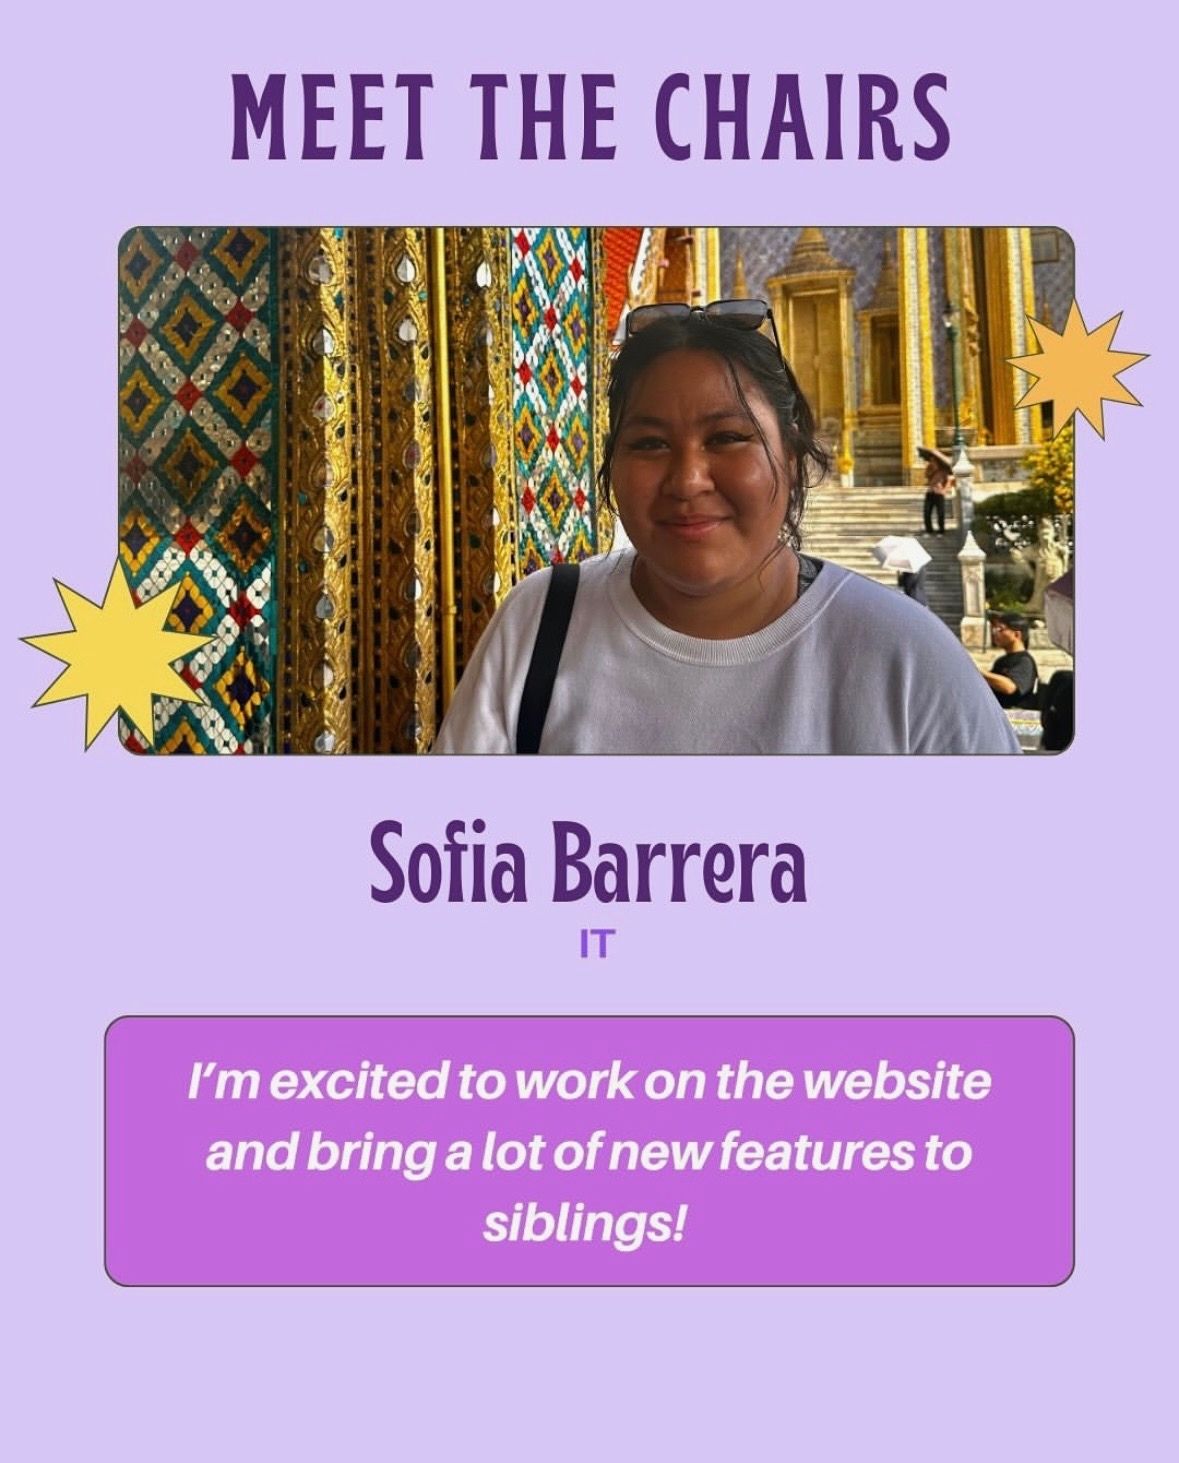 MEET THE CHAIRS
Sofia Barrera
IT
I'm excited to work on the website
and bring a lot of new features to
siblings!